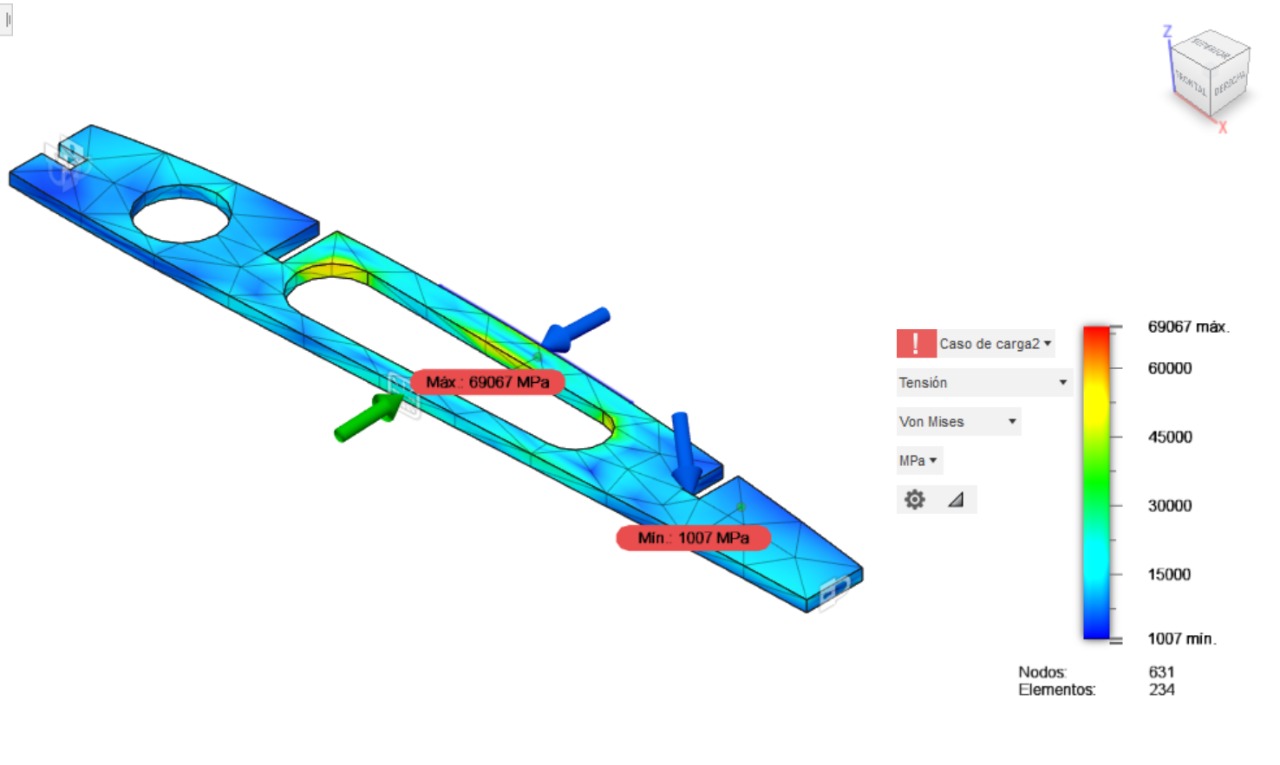 Z
SUPERIOR
FRONTAL
DERECHA
X
Máx.: 69067 MPa
Mín.: 1007 MPa
!
Caso de carga2
Tensión
Von Mises
MPa
69067 máx.
60000
45000
30000
15000
1007 mín.
Nodos: 631
Elementos: 234